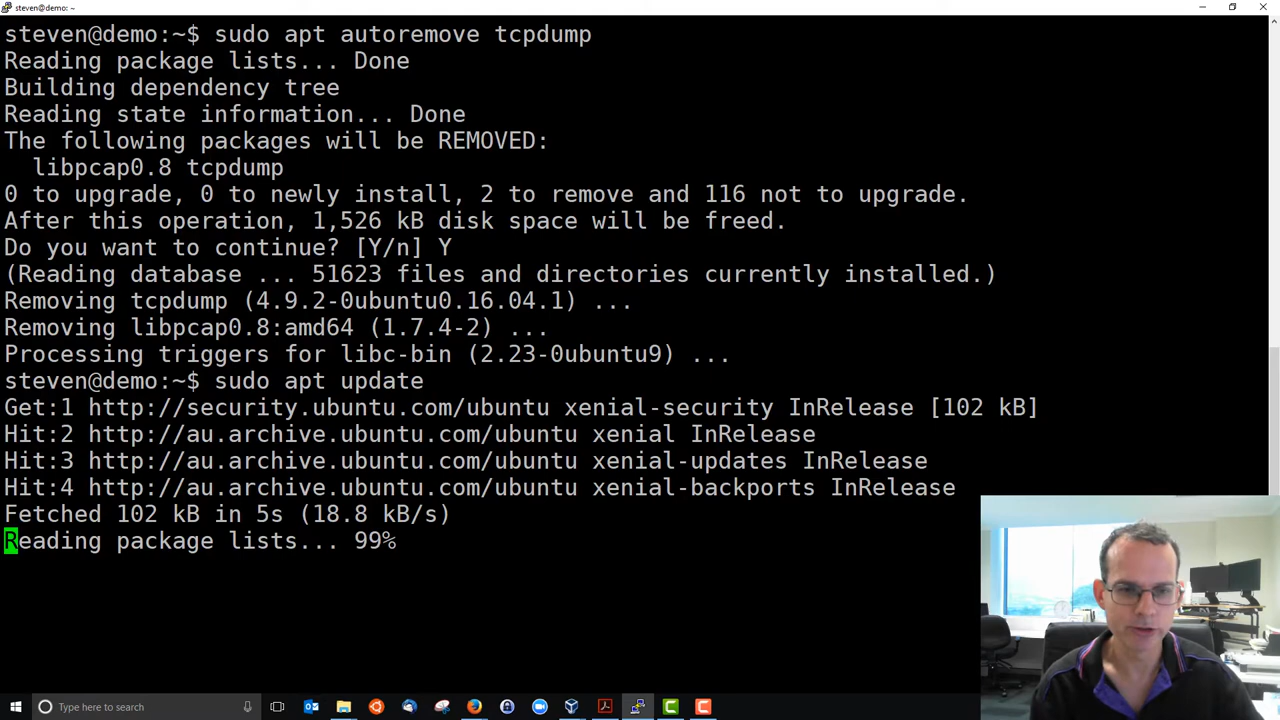 steven@demo: ~
steven@demo:~$ sudo apt autoremove tcpdump
Reading package lists... Done
Building dependency tree
Reading state information... Done
The following packages will be REMOVED:
  libpcap0.8 tcpdump
0 to upgrade, 0 to newly install, 2 to remove and 116 not to upgrade.
After this operation, 1,526 kB disk space will be freed.
Do you want to continue? [Y/n] Y
(Reading database ... 51623 files and directories currently installed.)
Removing tcpdump (4.9.2-0ubuntu0.16.04.1) ...
Removing libpcap0.8:amd64 (1.7.4-2) ...
Processing triggers for libc-bin (2.23-0ubuntu9) ...
steven@demo:~$ sudo apt update
Get:1 http://security.ubuntu.com/ubuntu xenial-security InRelease [102 kB]
Hit:2 http://au.archive.ubuntu.com/ubuntu xenial InRelease
Hit:3 http://au.archive.ubuntu.com/ubuntu xenial-updates InRelease
Hit:4 http://au.archive.ubuntu.com/ubuntu xenial-backports InRelease
Fetched 102 kB in 5s (18.8 kB/s)
Reading package lists... 99%
Type here to search